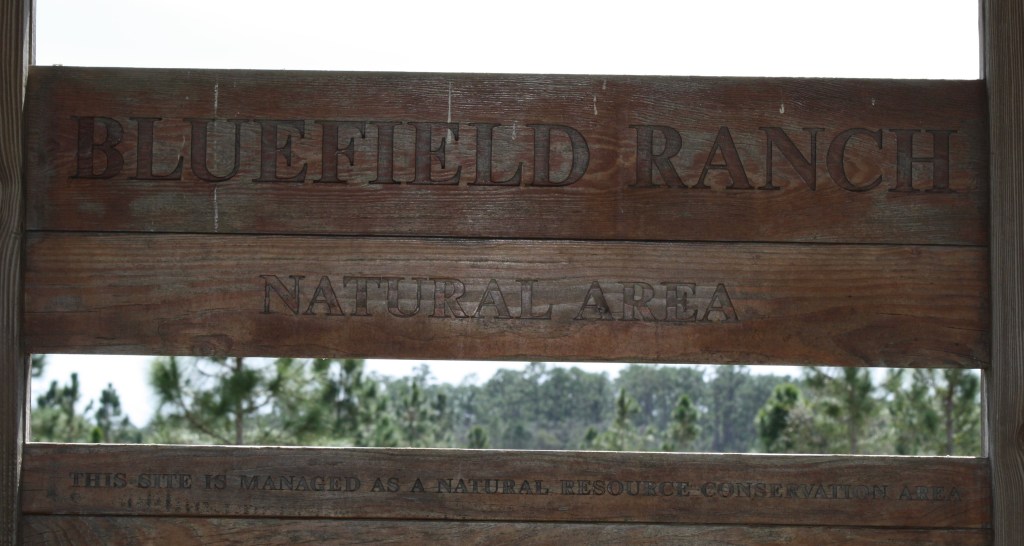 BLUEFIELD RANCH
NATURAL AREA
THIS SITE IS MANAGED AS A NATURAL RESOURCE CONSERVATION AREA